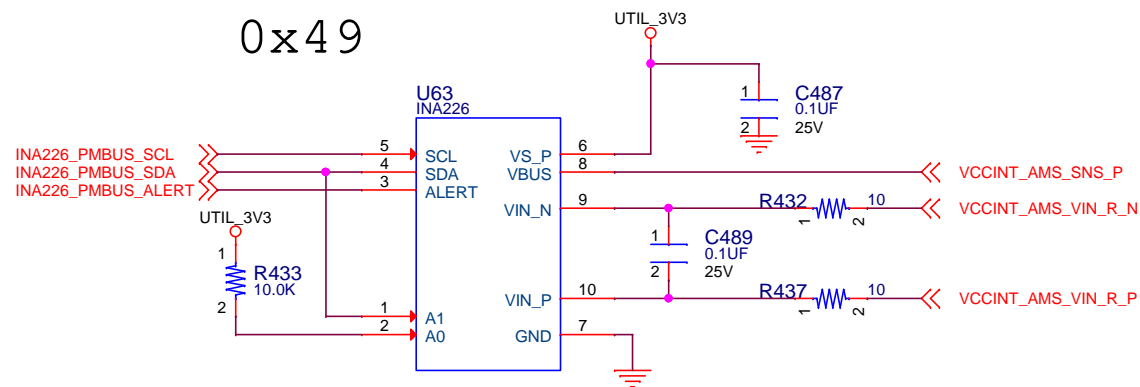 0x49
UTIL_3V3
U63
INA226
1
C487
0.1UF
2
25V
INA226_PMBUS_SCL
5
SCL
VS_P
6
INA226_PMBUS_SDA
4
SDA
VBUS
8
VCCINT_AMS_SNS_P
INA226_PMBUS_ALERT
3
ALERT
UTIL_3V3
VIN_N
9
R432
1
2
10
VCCINT_AMS_VIN_R_N
1
C489
0.1UF
2
25V
1
R433
10.0K
2
VIN_P
10
R437
1
2
10
VCCINT_AMS_VIN_R_P
1
A1
2
A0
GND
7